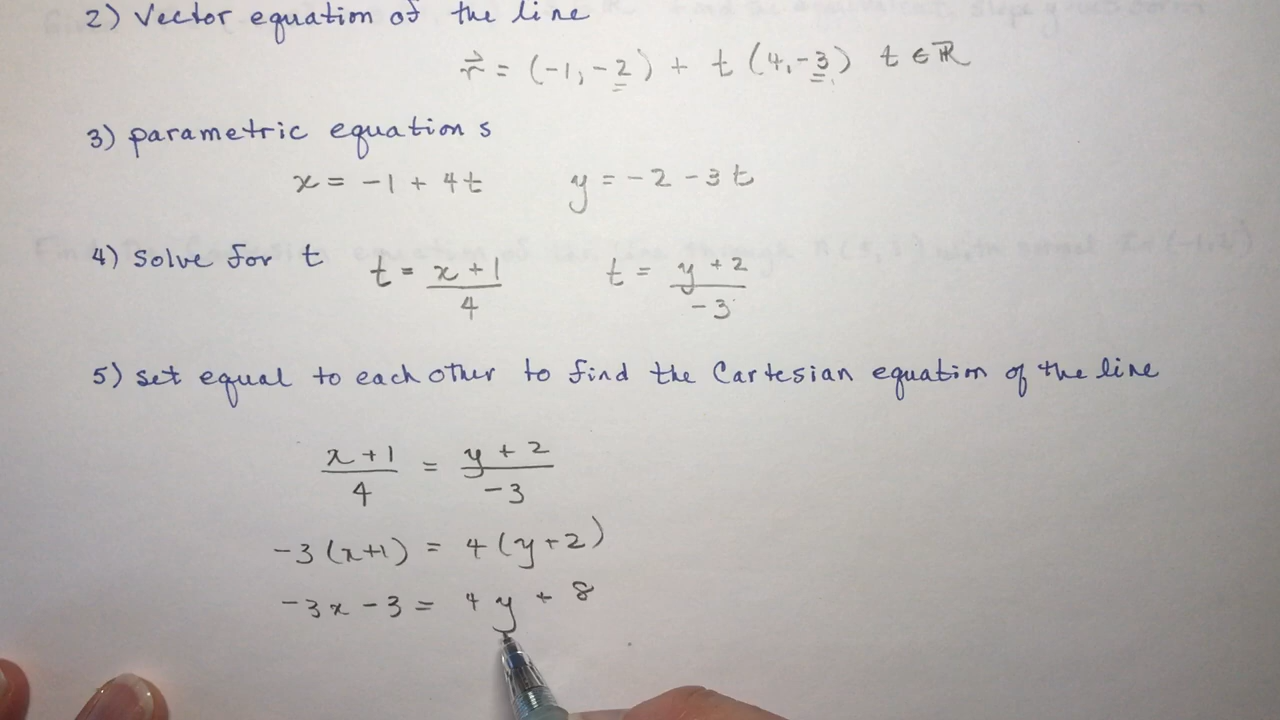 2) Vector equation of the line
r⃗ = (-1, -2) + t (4, -3) t ∈ ℝ
3) parametric equations
x = -1 + 4t y = -2 - 3t
4) Solve for t t = (x + 1)/4 t = (y + 2)/-3
5) set equal to each other to find the Cartesian equation of the line
(x + 1)/4 = (y + 2)/-3
-3(x+1) = 4(y+2)
-3x - 3 = 4y + 8